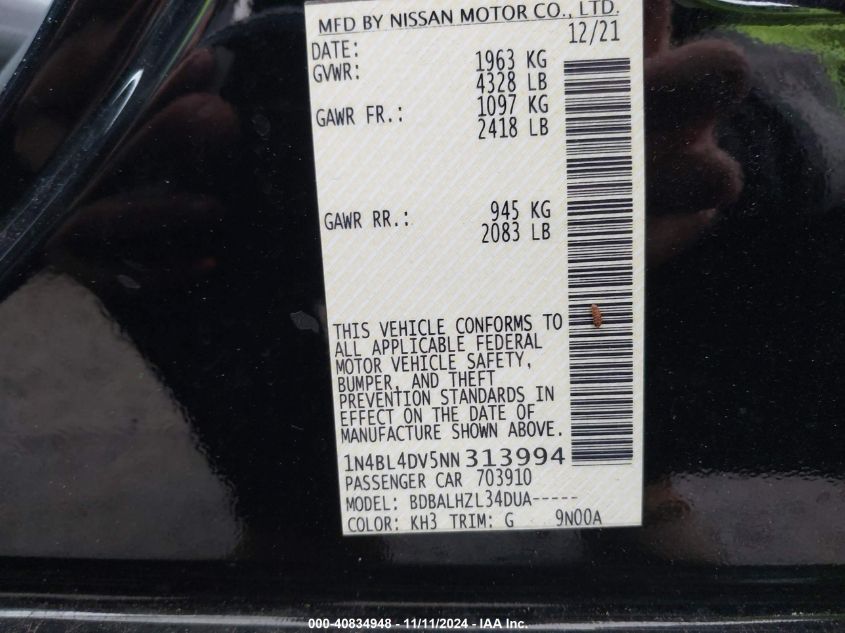 MFD BY NISSAN MOTOR CO., LTD.
DATE: 12/21
GVWR: 1963 KG
4328 LB
GAWR FR.: 1097 KG
2418 LB
GAWR RR.: 945 KG
2083 LB
THIS VEHICLE CONFORMS TO
ALL APPLICABLE FEDERAL
MOTOR VEHICLE SAFETY,
BUMPER, AND THEFT
PREVENTION STANDARDS IN
EFFECT ON THE DATE OF
MANUFACTURE SHOWN ABOVE.
1N4BL4DV5NN313994
PASSENGER CAR 703910
MODEL: BDBALHZL34DUA-----
COLOR: KH3 TRIM: G 9N00A
000-40834948 - 11/11/2024 - IAA Inc.